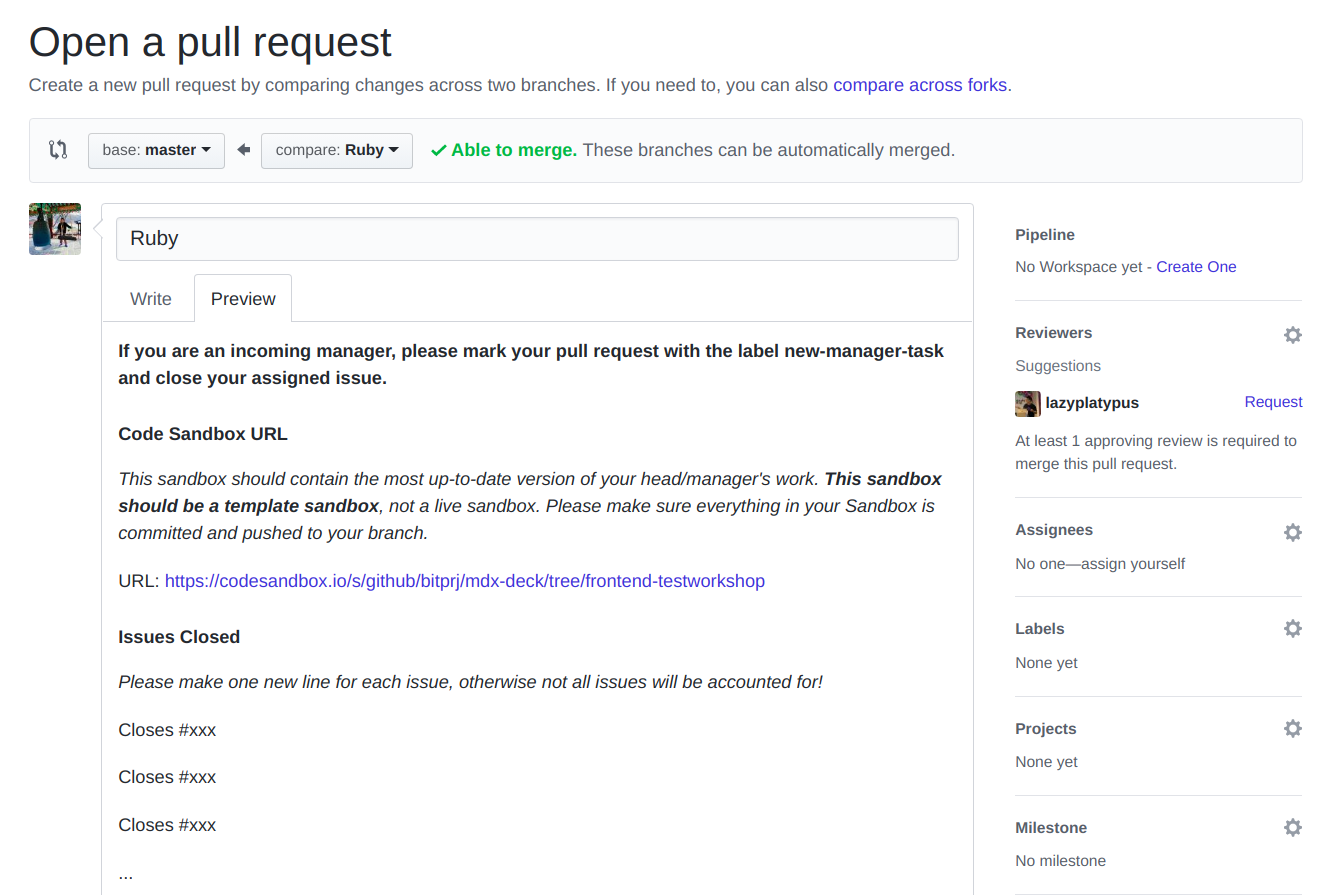 Open a pull request
Create a new pull request by comparing changes across two branches. If you need to, you can also compare across forks.
base: master
compare: Ruby
Able to merge. These branches can be automatically merged.
Ruby
Write
Preview
If you are an incoming manager, please mark your pull request with the label new-manager-task
and close your assigned issue.
Code Sandbox URL
This sandbox should contain the most up-to-date version of your head/manager's work. This sandbox
should be a template sandbox, not a live sandbox. Please make sure everything in your Sandbox is
committed and pushed to your branch.
URL: https://codesandbox.io/s/github/bitprj/mdx-deck/tree/frontend-testworkshop
Issues Closed
Please make one new line for each issue, otherwise not all issues will be accounted for!
Closes #xxx
Closes #xxx
Closes #xxx
...
Pipeline
No Workspace yet - Create One
Reviewers
Suggestions
lazyplatypus
Request
At least 1 approving review is required to
merge this pull request.
Assignees
No one—assign yourself
Labels
None yet
Projects
None yet
Milestone
No milestone